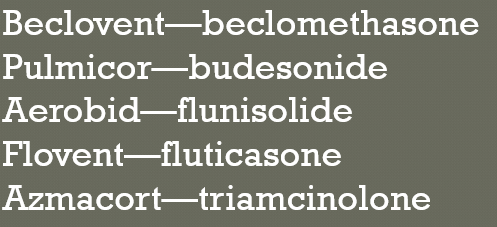 Beclovent—beclomethasone
Pulmicor—budesonide
Aerobid—flunisolide
Flovent—fluticasone
Azmacort—triamcinolone